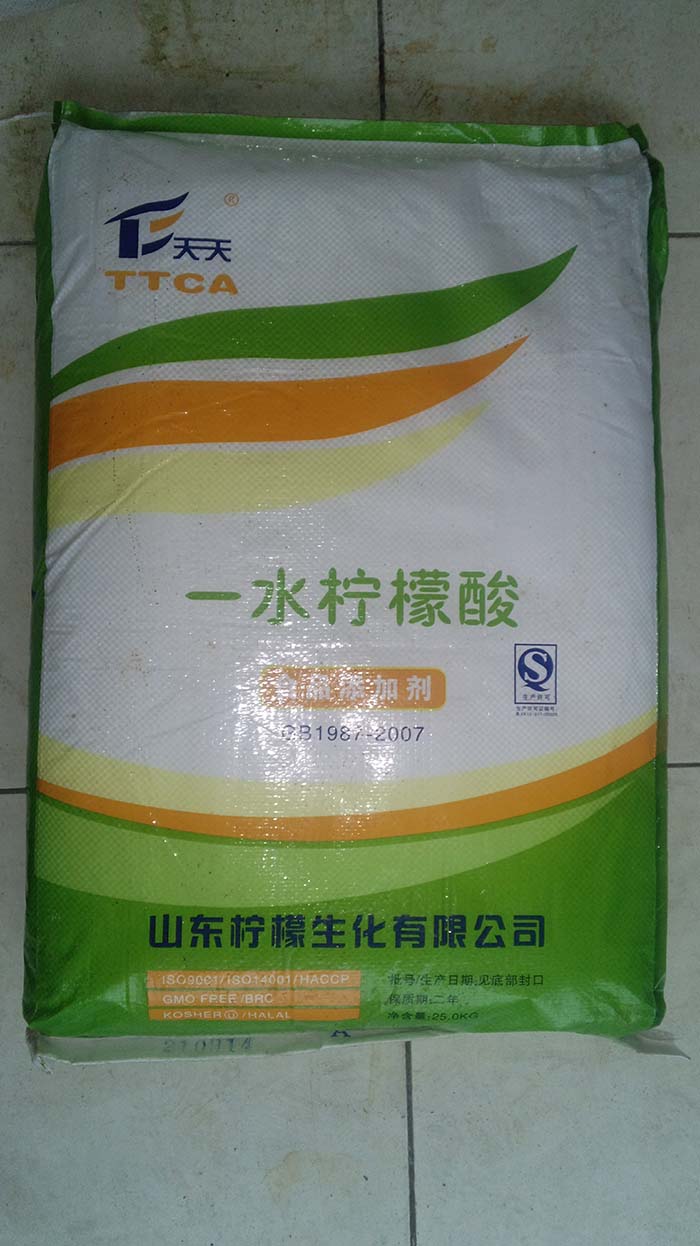 ®
天天
TTCA
一水柠檬酸
食品添加剂
GB1987-2007
生产许可
山东柠檬生化有限公司
ISO9001/ISO14001/HACCP
GMO FREE/BRC
KOSHER Ⓤ/HALAL
批号/生产日期:见底部封口
保质期:二年
净含量:25.0KG